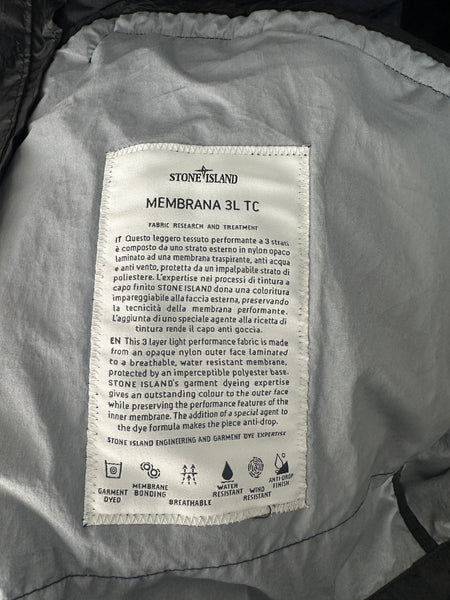 STONE ISLAND
MEMBRANA 3L TC
FABRIC RESEARCH AND TREATMENT
IT Questo leggero tessuto performante a 3 strati
è composto da uno strato esterno in nylon opaco
laminato ad una membrana traspirante, anti acqua
e anti vento, protetta da un impalpabile strato di
poliestere. L'expertise nei processi di tintura a
capo finito STONE ISLAND dona una coloritura
impareggiabile alla faccia esterna, preservando
la tecnicità della membrana performante.
L'aggiunta di uno speciale agente alla ricetta di
tintura rende il capo anti goccia.
EN This 3 layer light performance fabric is made
from an opaque nylon outer face laminated
to a breathable, water resistant membrane,
protected by an imperceptible polyester base.
STONE ISLAND's garment dyeing expertise
gives an outstanding colour to the outer face
while preserving the performance features of the
inner membrane. The addition of a special agent to
the dye formula makes the piece anti-drop.
STONE ISLAND ENGINEERING AND GARMENT DYE EXPERTISE
GARMENT
DYED
MEMBRANE
BONDING
BREATHABLE
WATER
RESISTANT
WIND
RESISTANT
ANTI-DROP
FINISH